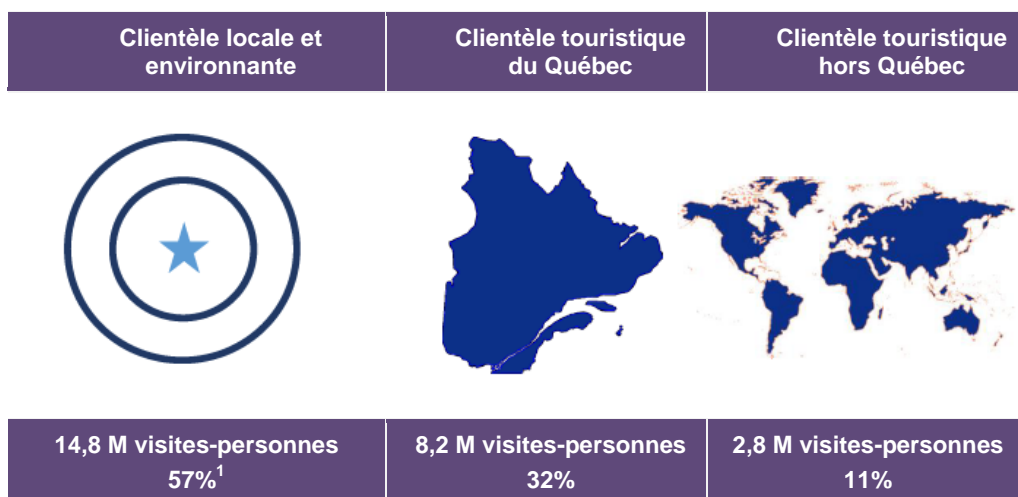 Clientèle locale et
environnante
Clientèle touristique
du Québec
Clientèle touristique
hors Québec
14,8 M visites-personnes
57%¹
8,2 M visites-personnes
32%
2,8 M visites-personnes
11%